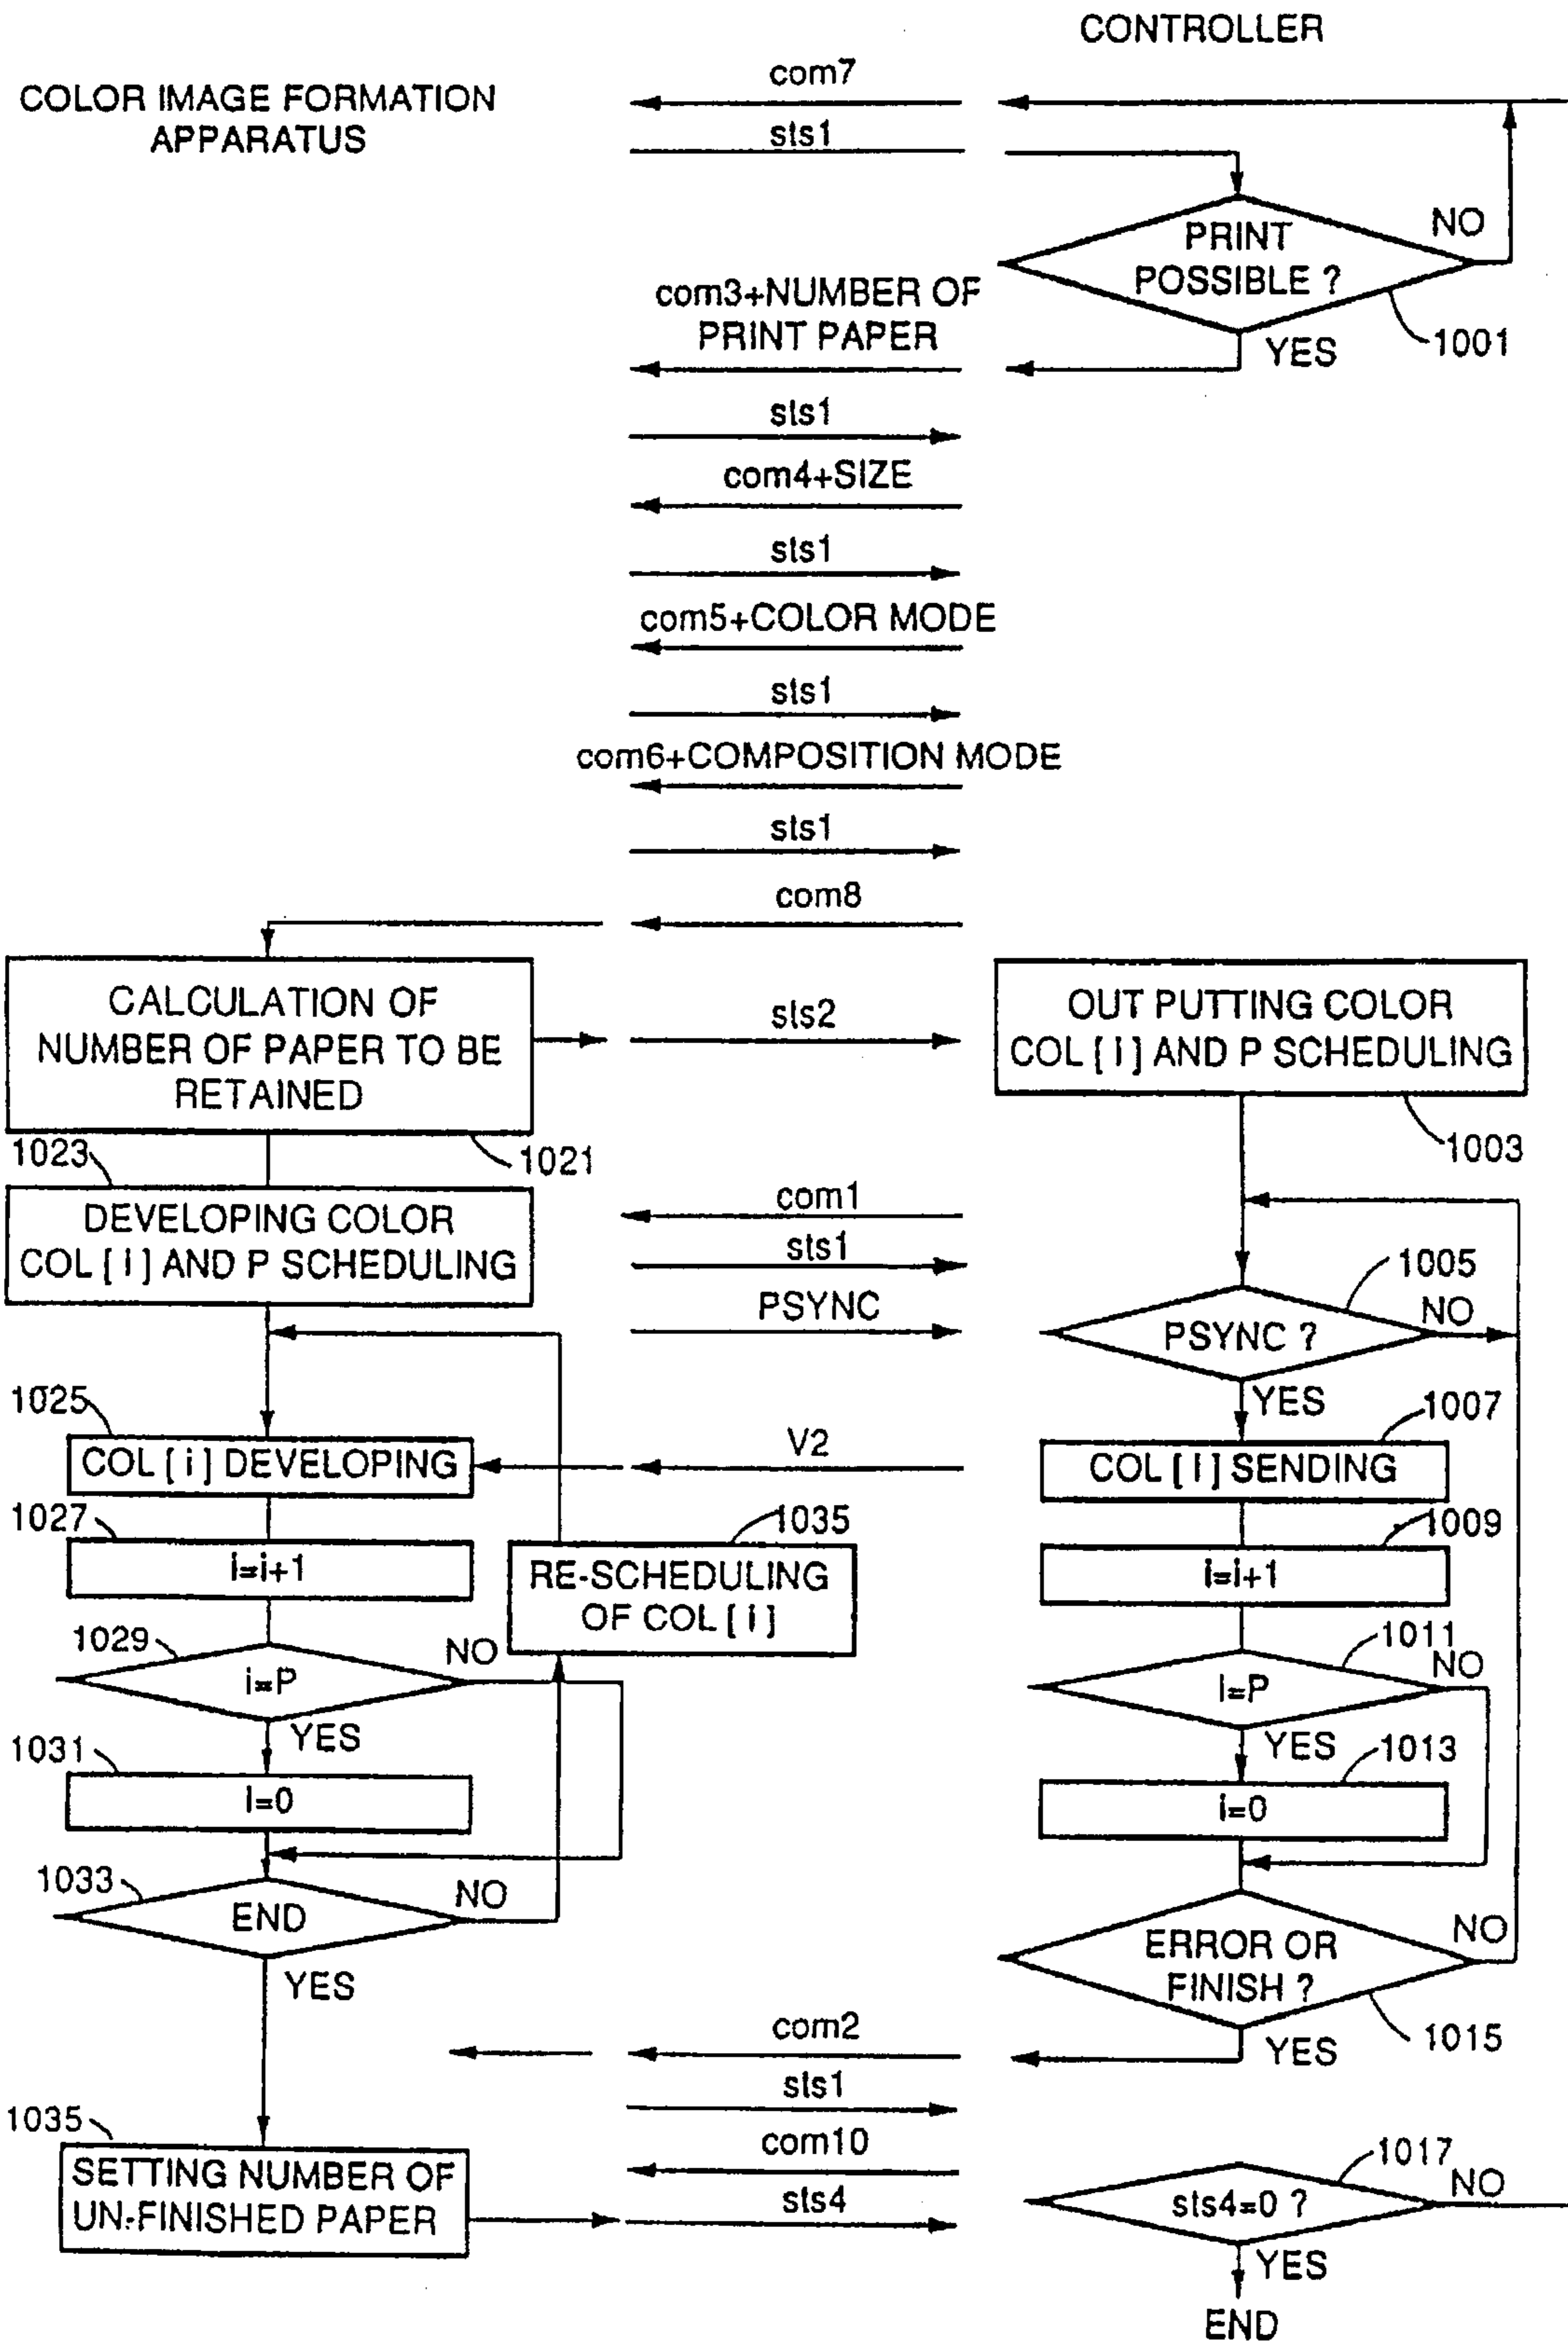 CONTROLLER
COLOR IMAGE FORMATION
APPARATUS
com7
sts1
PRINT
POSSIBLE ?
NO
1001
YES
com3+NUMBER OF
PRINT PAPER
sts1
com4+SIZE
sts1
com5+COLOR MODE
sts1
com6+COMPOSITION MODE
sts1
com8
CALCULATION OF
NUMBER OF PAPER TO BE
RETAINED
1021
sts2
OUT PUTTING COLOR
COL [ I ] AND P SCHEDULING
1003
1023
DEVELOPING COLOR
COL [ I ] AND P SCHEDULING
com1
sts1
PSYNC
1005
PSYNC ?
NO
YES
1025
COL [ i ] DEVELOPING
V2
1007
COL [ I ] SENDING
1027
i=i+1
1035
RE-SCHEDULING
OF COL [ i ]
1009
i=i+1
1029
i=P
NO
YES
1011
I=P
NO
YES
1031
I=0
1013
i=0
1033
END
NO
YES
ERROR OR
FINISH ?
NO
1015
YES
com2
sts1
1035
SETTING NUMBER OF
UN-FINISHED PAPER
com10
sts4
1017
sts4=0 ?
NO
YES
END